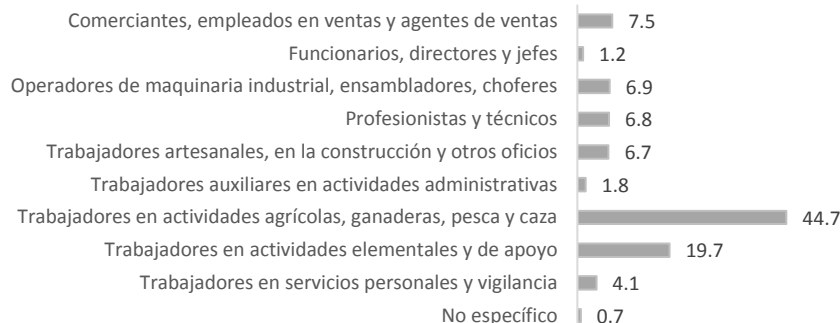 Comerciantes, empleados en ventas y agentes de ventas 7.5
Funcionarios, directores y jefes 1.2
Operadores de maquinaria industrial, ensambladores, choferes 6.9
Profesionistas y técnicos 6.8
Trabajadores artesanales, en la construcción y otros oficios 6.7
Trabajadores auxiliares en actividades administrativas 1.8
Trabajadores en actividades agrícolas, ganaderas, pesca y caza 44.7
Trabajadores en actividades elementales y de apoyo 19.7
Trabajadores en servicios personales y vigilancia 4.1
No específico 0.7